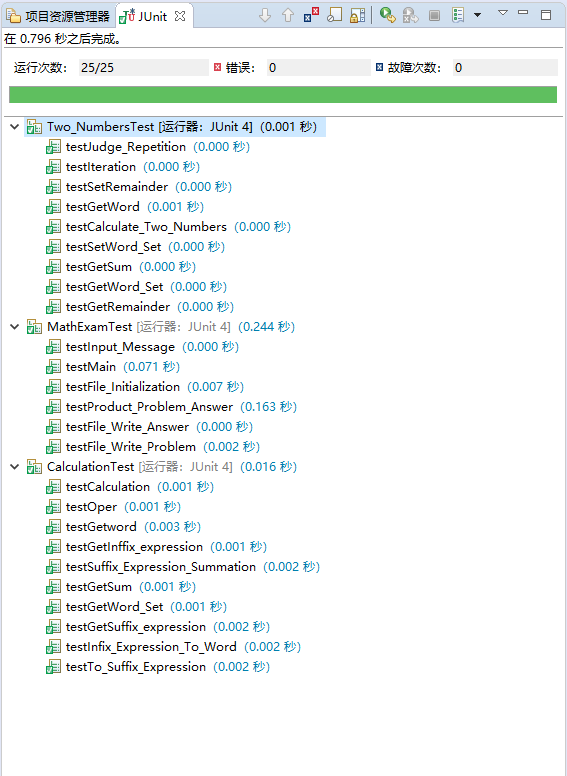 项目资源管理器 JUnit
在 0.796 秒之后完成。
运行次数： 25/25 错误： 0 故障次数： 0
Two_NumbersTest [运行器：JUnit 4] (0.001 秒)
testJudge_Repetition (0.000 秒)
testIteration (0.000 秒)
testSetRemainder (0.000 秒)
testGetWord (0.001 秒)
testCalculate_Two_Numbers (0.000 秒)
testSetWord_Set (0.000 秒)
testGetSum (0.000 秒)
testGetWord_Set (0.000 秒)
testGetRemainder (0.000 秒)
MathExamTest [运行器：JUnit 4] (0.244 秒)
testInput_Message (0.000 秒)
testMain (0.071 秒)
testFile_Initialization (0.007 秒)
testProduct_Problem_Answer (0.163 秒)
testFile_Write_Answer (0.000 秒)
testFile_Write_Problem (0.002 秒)
CalculationTest [运行器：JUnit 4] (0.016 秒)
testCalculation (0.001 秒)
testOper (0.001 秒)
testGetword (0.003 秒)
testGetInffix_expression (0.001 秒)
testSuffix_Expression_Summation (0.002 秒)
testGetSum (0.001 秒)
testGetWord_Set (0.001 秒)
testGetSuffix_expression (0.002 秒)
testInfix_Expression_To_Word (0.002 秒)
testTo_Suffix_Expression (0.002 秒)